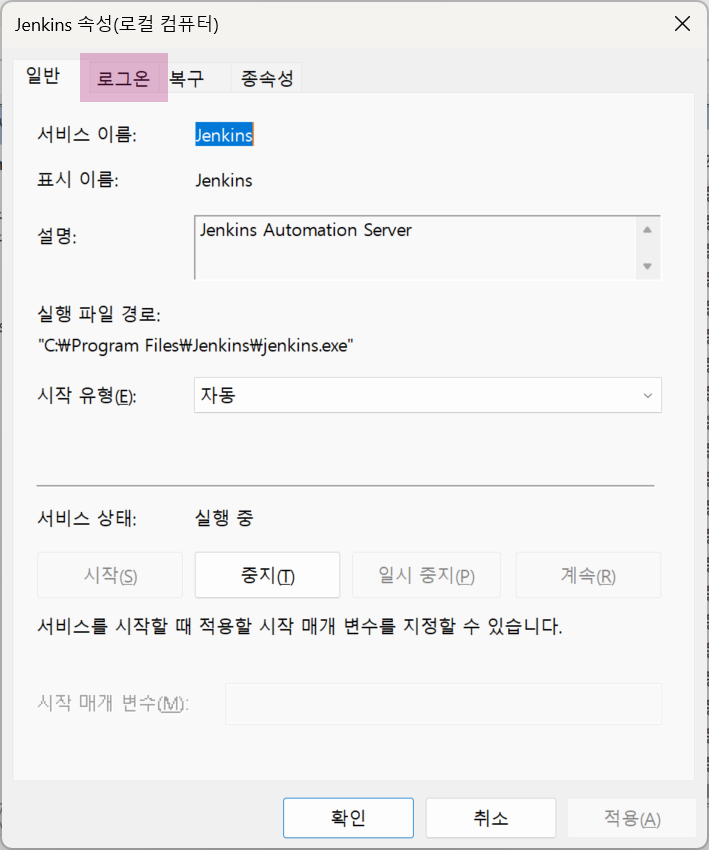 Jenkins 속성(로컬 컴퓨터)
일반 로그온 복구 종속성
서비스 이름: Jenkins
표시 이름: Jenkins
설명: Jenkins Automation Server
실행 파일 경로:
"C:₩Program Files₩Jenkins₩jenkins.exe"
시작 유형(E): 자동
서비스 상태: 실행 중
시작(S) 중지(T) 일시 중지(P) 계속(R)
서비스를 시작할 때 적용할 시작 매개 변수를 지정할 수 있습니다.
시작 매개 변수(M):
확인 취소 적용(A)